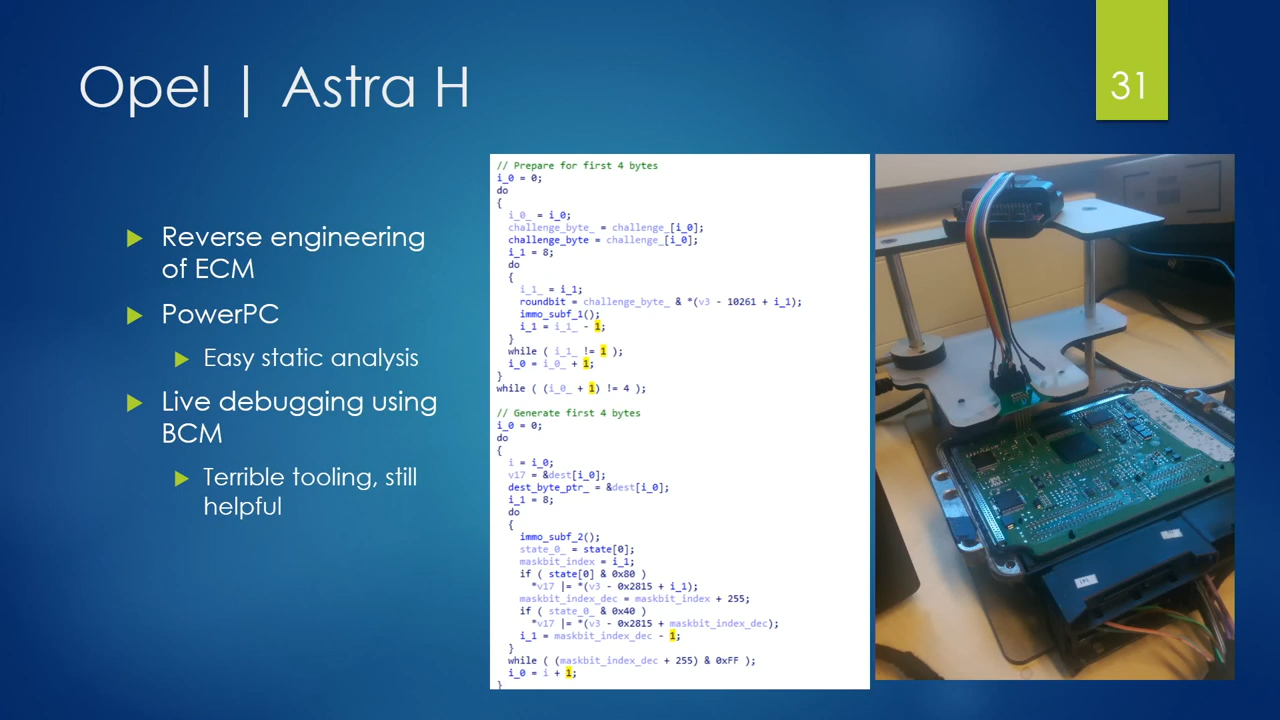 Opel | Astra H
31
Reverse engineering
of ECM
PowerPC
Easy static analysis
Live debugging using
BCM
Terrible tooling, still
helpful
// Prepare for first 4 bytes
i_0 = 0;
do
{
i_0_ = i_0;
challenge_byte_ = challenge_[i_0];
challenge_byte = challenge_[i_0];
i_1 = 8;
do
{
i_1_ = i_1;
roundbit = challenge_byte_ & *(v3 - 10261 + i_1);
immo_subf_1();
i_1 = i_1_ - 1;
}
while ( i_1_ != 1 );
i_0 = i_0_ + 1;
}
while ( (i_0_ + 1) != 4 );
// Generate first 4 bytes
i_0 = 0;
do
{
i = i_0;
v17 = &dest[i_0];
dest_byte_ptr_ = &dest[i_0];
i_1 = 8;
do
{
immo_subf_2();
state_0_ = state[0];
maskbit_index = i_1;
if ( state[0] & 0x80 )
*v17 |= *(v3 - 0x2815 + i_1);
maskbit_index_dec = maskbit_index + 255;
if ( state_0_ & 0x40 )
*v17 |= *(v3 - 0x2815 + maskbit_index_dec);
i_1 = maskbit_index_dec - 1;
}
while ( (maskbit_index_dec + 255) & 0xFF );
i_0 = i + 1;
}